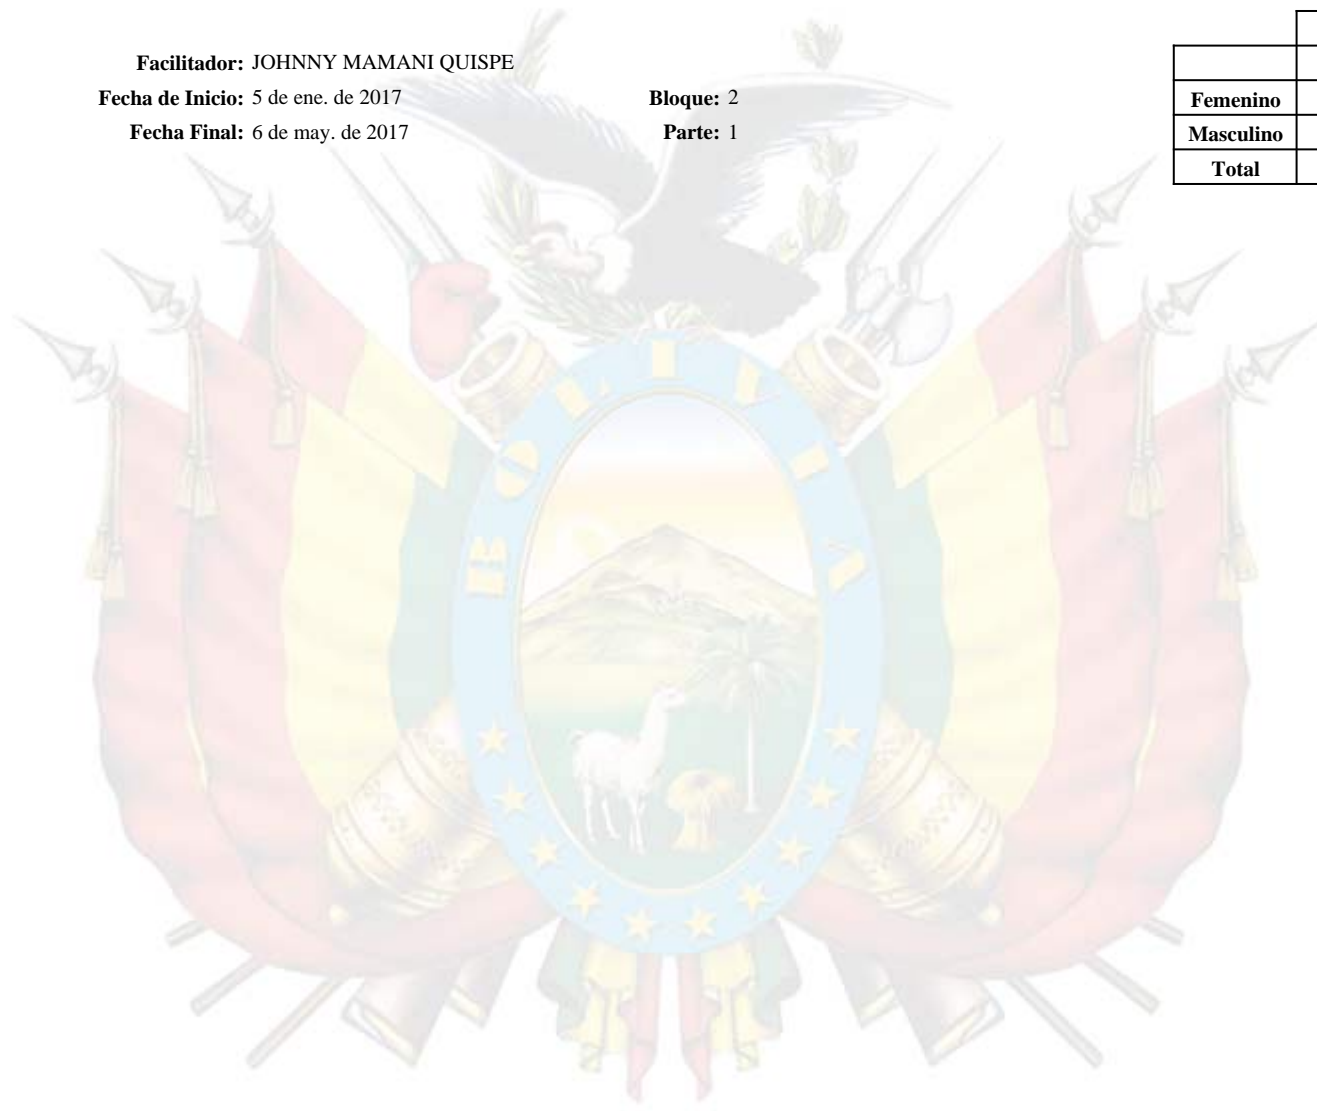 Facilitador: JOHNNY MAMANI QUISPE
Fecha de Inicio: 5 de ene. de 2017 Bloque: 2
Fecha Final: 6 de may. de 2017 Parte: 1
Femenino
Masculino
Total
BOLIVIA